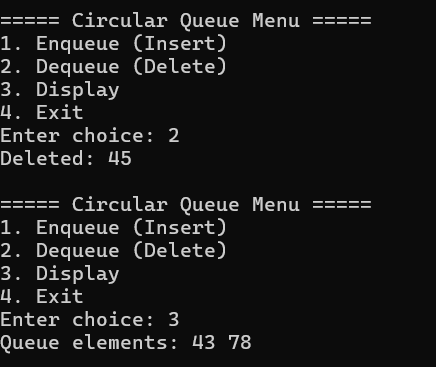 ===== Circular Queue Menu =====
1. Enqueue (Insert)
2. Dequeue (Delete)
3. Display
4. Exit
Enter choice: 2
Deleted: 45

===== Circular Queue Menu =====
1. Enqueue (Insert)
2. Dequeue (Delete)
3. Display
4. Exit
Enter choice: 3
Queue elements: 43 78